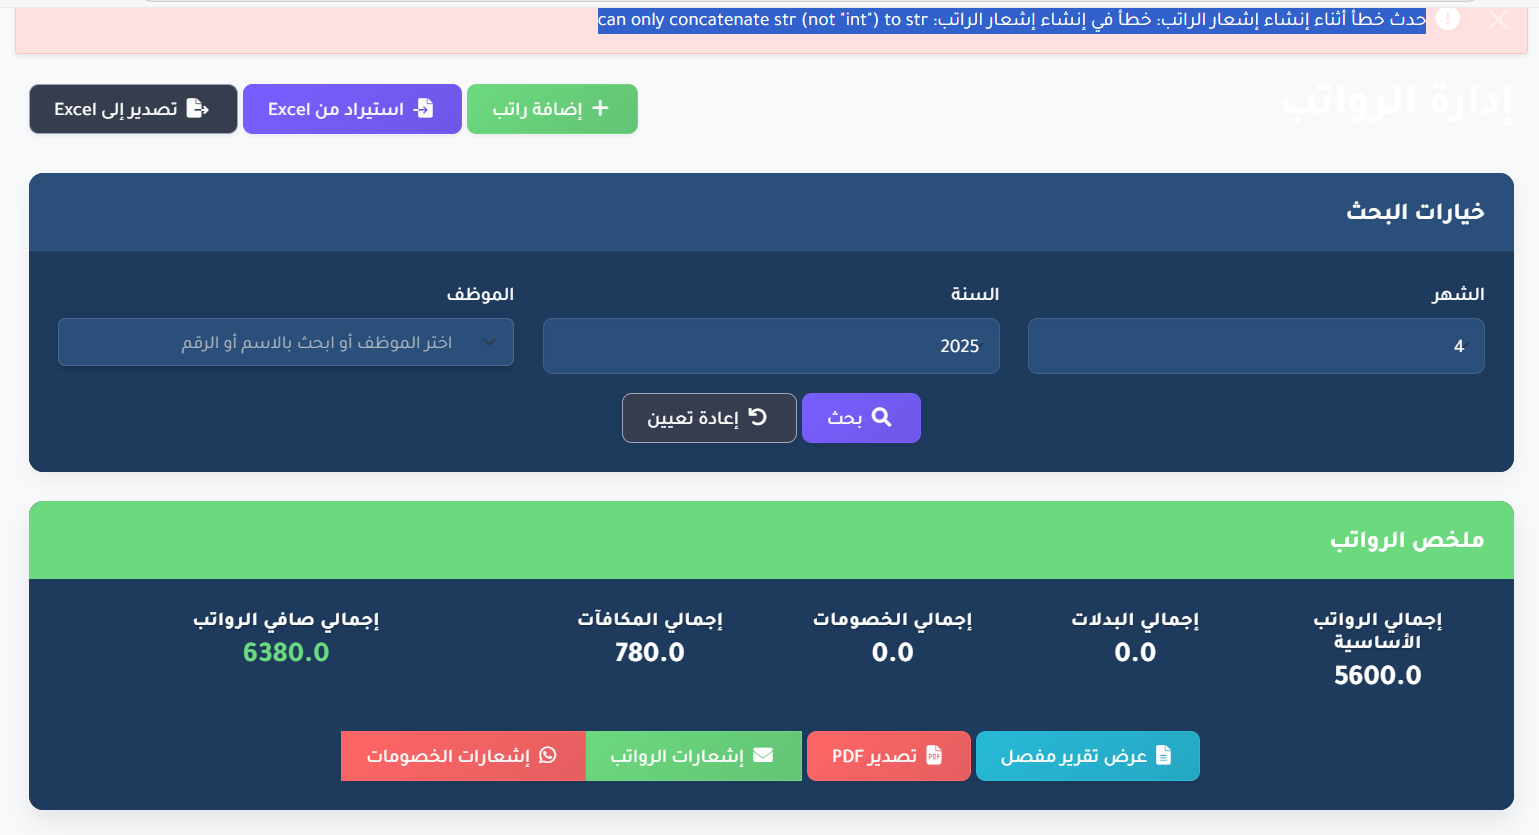 حدث خطأ أثناء إنشاء إشعار الراتب: خطأ في إنشاء إشعار الراتب: can only concatenate str (not "int") to str
إدارة الرواتب
إضافة راتب
استيراد من Excel
تصدير إلى Excel
خيارات البحث
الشهر
4
السنة
2025
الموظف
اختر الموظف أو ابحث بالاسم أو الرقم
بحث
إعادة تعيين
ملخص الرواتب
إجمالي الرواتب
الأساسية
5600.0
إجمالي البدلات
0.0
إجمالي الخصومات
0.0
إجمالي المكافآت
780.0
إجمالي صافي الرواتب
6380.0
عرض تقرير مفصل
تصدير PDF
إشعارات الرواتب
إشعارات الخصومات